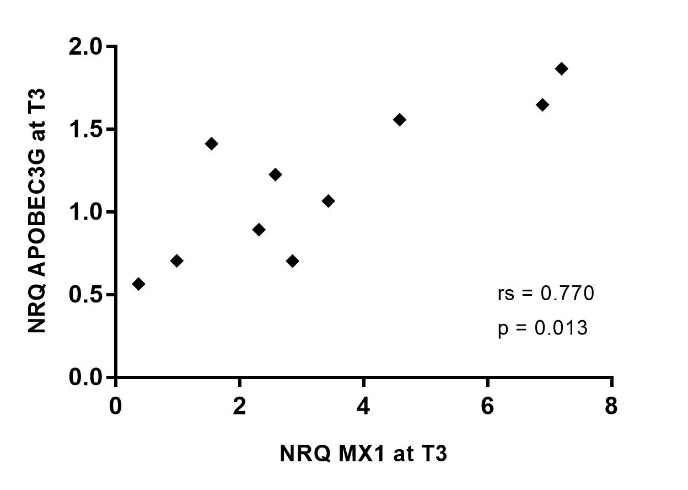 NRQ APOBEC3G at T3
2.0
1.5
1.0
0.5
0.0
rs = 0.770
p = 0.013
0 2 4 6 8
NRQ MX1 at T3